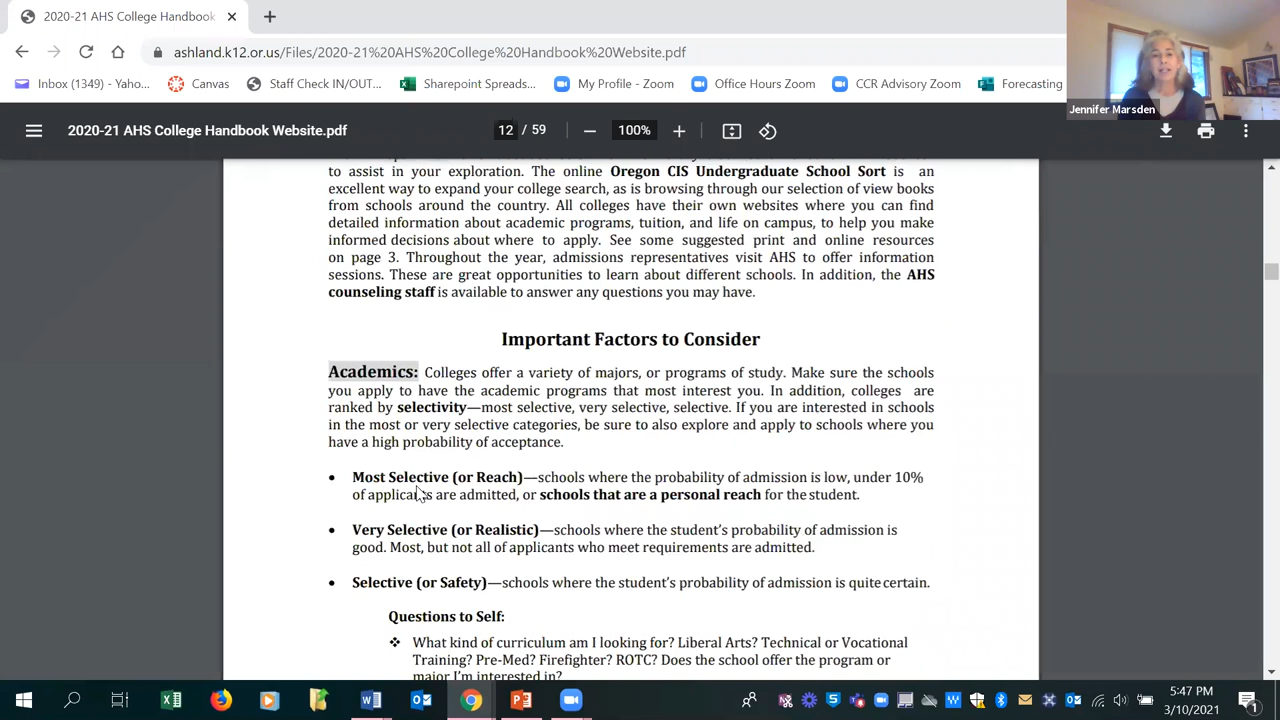 2020-21 AHS College Handbook
ashland.k12.or.us/Files/2020-21%20AHS%20College%20Handbook%20Website.pdf
Inbox (1349) - Yaho...
Canvas
Staff Check IN/OUT...
Sharepoint Spreads...
My Profile - Zoom
Office Hours Zoom
CCR Advisory Zoom
Forecasting
Jennifer Marsden
2020-21 AHS College Handbook Website.pdf
12 / 59
100%
to assist in your exploration. The online Oregon CIS Undergraduate School Sort is an
excellent way to expand your college search, as is browsing through our selection of view books
from schools around the country. All colleges have their own websites where you can find
detailed information about academic programs, tuition, and life on campus, to help you make
informed decisions about where to apply. See some suggested print and online resources
on page 3. Throughout the year, admissions representatives visit AHS to offer information
sessions. These are great opportunities to learn about different schools. In addition, the AHS
counseling staff is available to answer any questions you may have.
Important Factors to Consider
Academics: Colleges offer a variety of majors, or programs of study. Make sure the schools
you apply to have the academic programs that most interest you. In addition, colleges are
ranked by selectivity—most selective, very selective, selective. If you are interested in schools
in the most or very selective categories, be sure to also explore and apply to schools where you
have a high probability of acceptance.
• Most Selective (or Reach)—schools where the probability of admission is low, under 10%
of applicants are admitted, or schools that are a personal reach for the student.
• Very Selective (or Realistic)—schools where the student's probability of admission is
good. Most, but not all of applicants who meet requirements are admitted.
• Selective (or Safety)—schools where the student's probability of admission is quite certain.
Questions to Self:
❖ What kind of curriculum am I looking for? Liberal Arts? Technical or Vocational
Training? Pre-Med? Firefighter? ROTC? Does the school offer the program or
major I'm interested in?
5:47 PM
3/10/2021